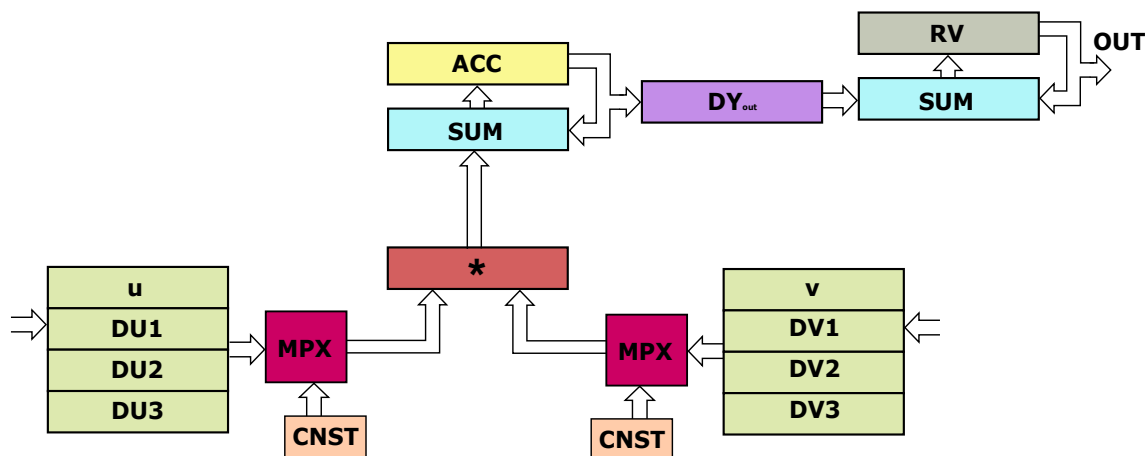 RV
OUT
ACC
DYout
SUM
SUM
*
u
DU1
DU2
DU3
MPX
CNST
MPX
CNST
v
DV1
DV2
DV3